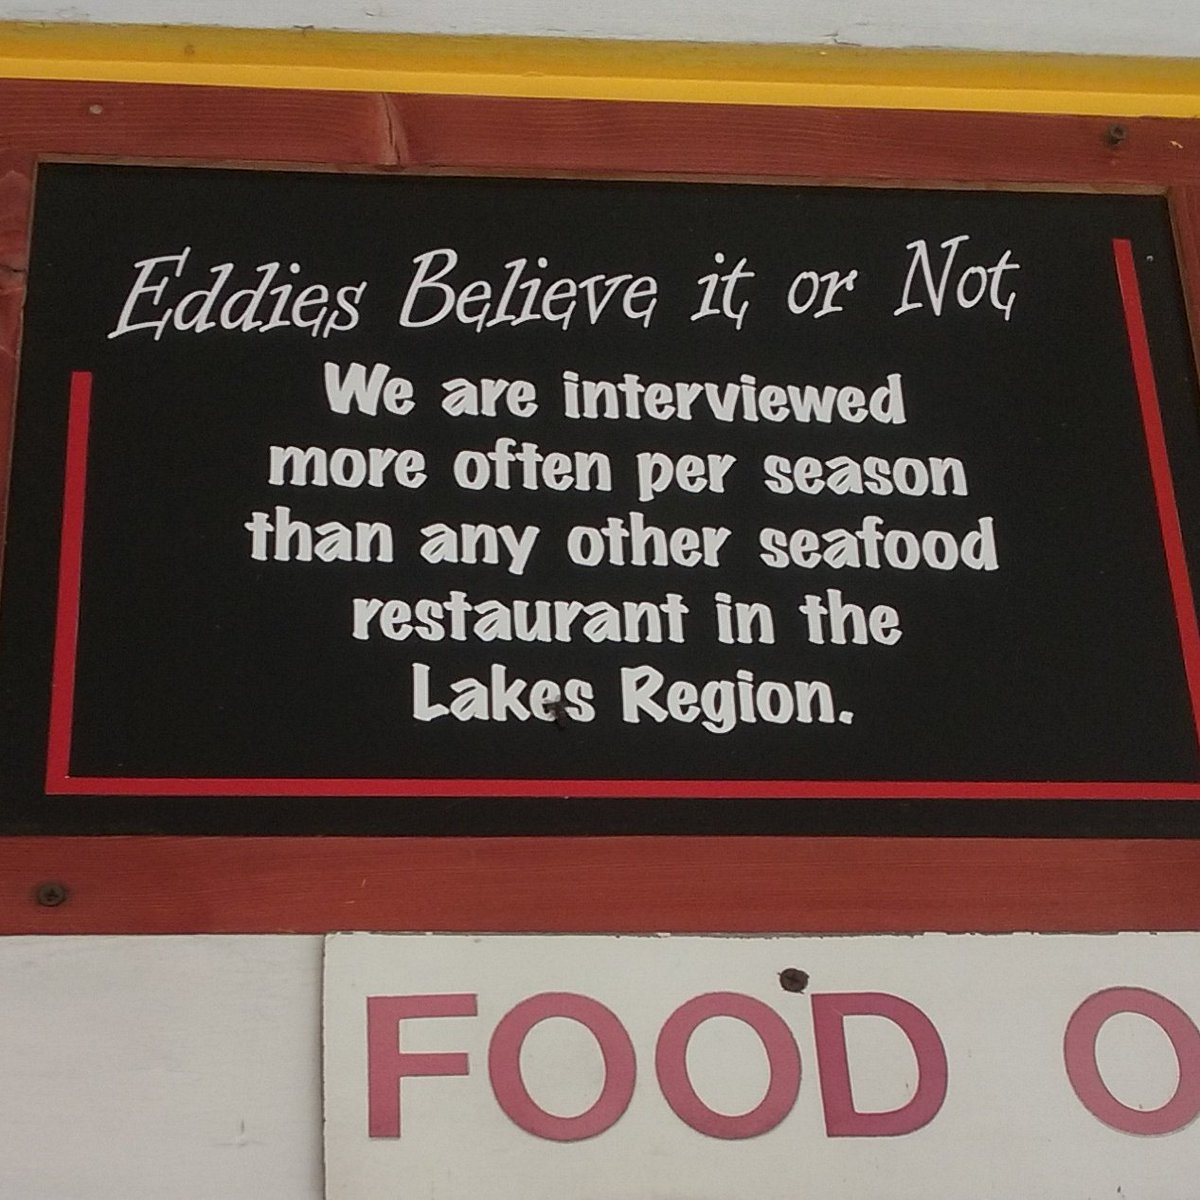 Eddies Believe it or Not
We are interviewed
more often per season
than any other seafood
restaurant in the
Lakes Region.
FOOD O